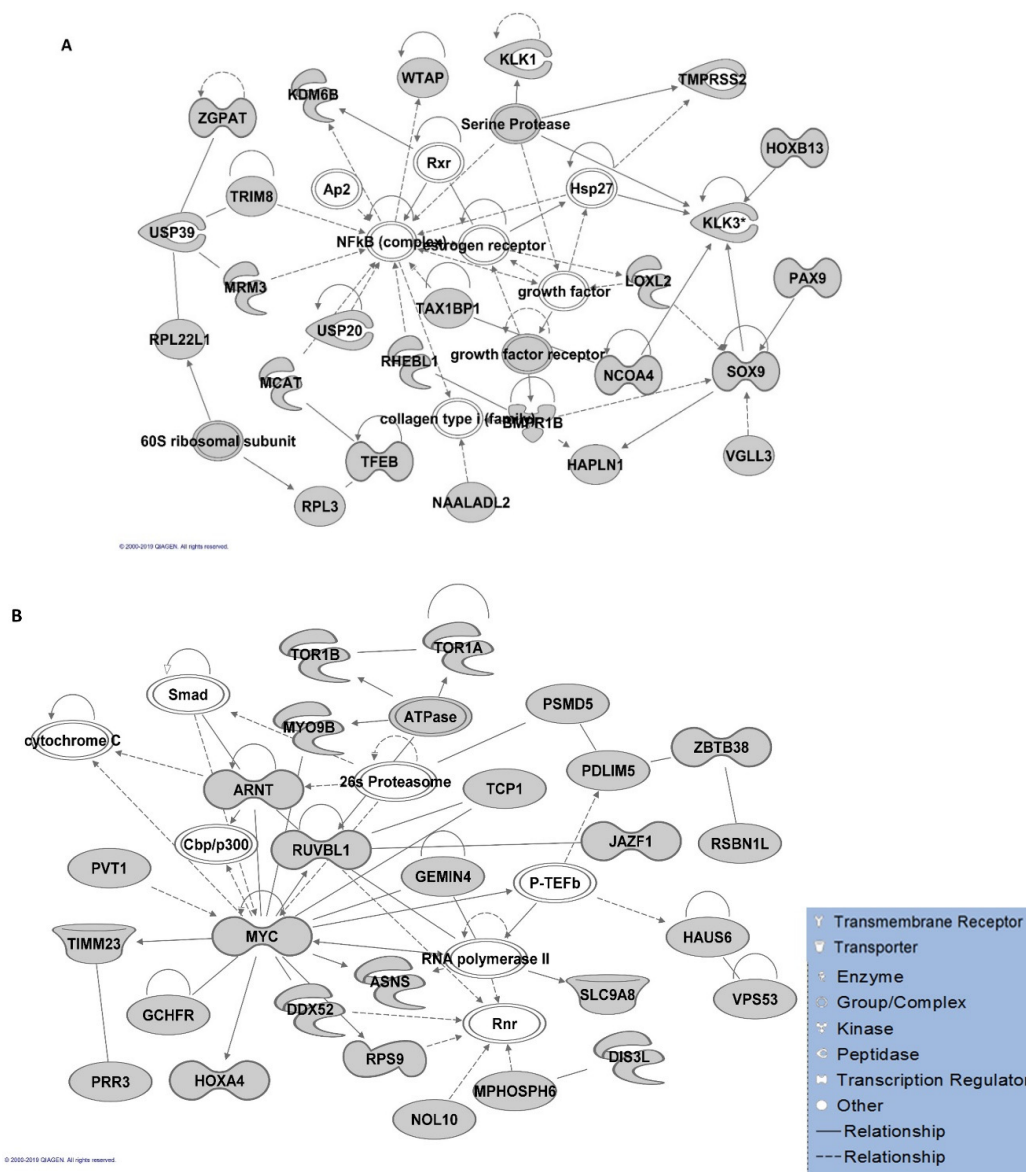 A
KLK1
WTAP
TMPRSS2
KDM6B
ZGPAT
Serine Protease
HOXB13
Rxr
Ap2
Hsp27
TRIM8
KLK3*
USP39
NFkB (complex)
estrogen receptor
MRM3
growth factor
LOXL2
PAX9
TAX1BP1
USP20
RPL22L1
growth factor receptor
RHEBL1
NCOA4
SOX9
MCAT
collagen type i (family)
BMPR1B
60S ribosomal subunit
TFEB
HAPLN1
VGLL3
RPL3
NAALADL2
© 2000-2019 QIAGEN. All rights reserved.
B
TOR1B
TOR1A
Smad
PSMD5
MYO9B
ATPase
cytochrome C
ZBTB38
26s Proteasome
PDLIM5
ARNT
TCP1
Cbp/p300
RUVBL1
JAZF1
RSBN1L
PVT1
GEMIN4
P-TEFb
TIMM23
MYC
HAUS6
RNA polymerase II
ASNS
SLC9A8
VPS53
GCHFR
DDX52
Rnr
RPS9
DIS3L
PRR3
HOXA4
MPHOSPH6
NOL10
© 2000-2019 QIAGEN. All rights reserved.
Transmembrane Receptor
Transporter
Enzyme
Group/Complex
Kinase
Peptidase
Transcription Regulator
Other
Relationship
Relationship